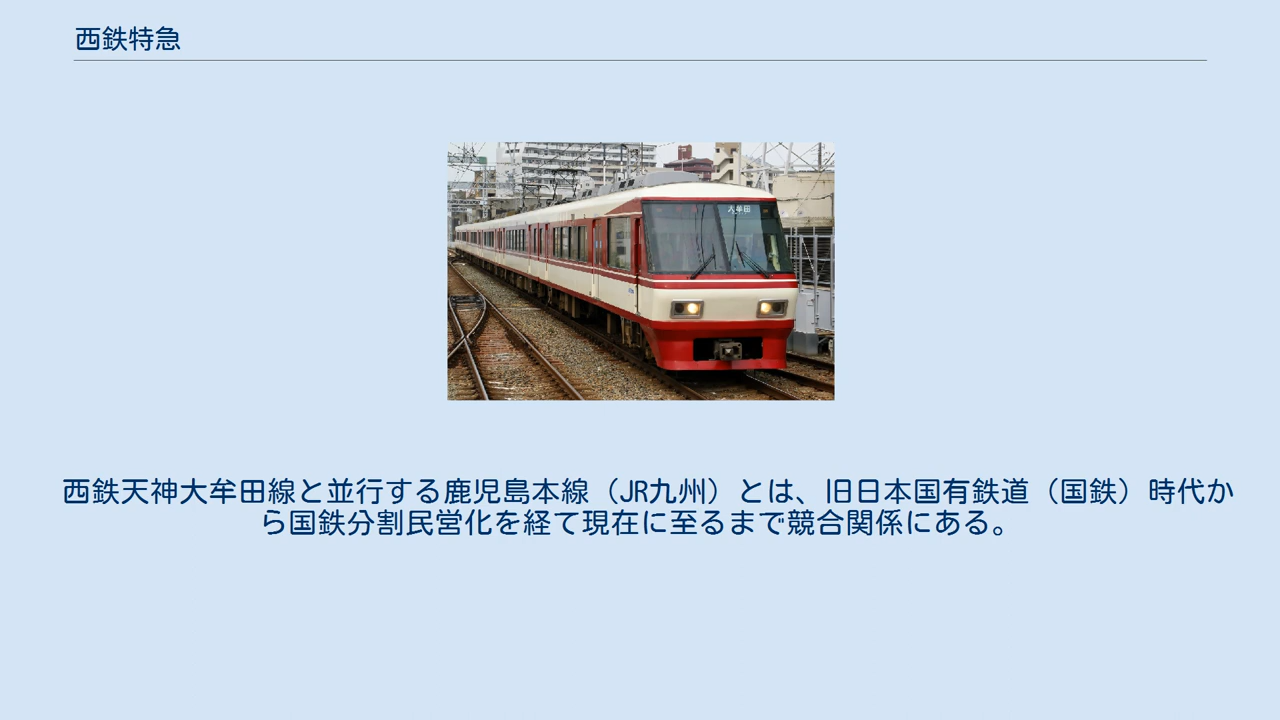 西鉄特急
大牟田
西鉄天神大牟田線と並行する鹿児島本線（JR九州）とは、旧日本国有鉄道（国鉄）時代か
ら国鉄分割民営化を経て現在に至るまで競合関係にある。